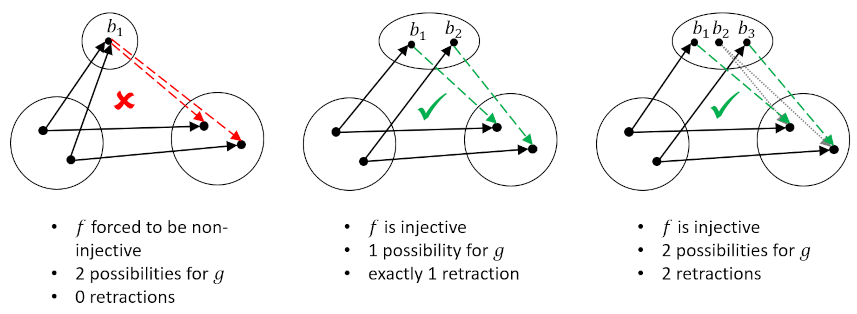 b₁
b₁ b₂
b₁ b₂ b₃
• f forced to be non-
injective
• 2 possibilities for g
• 0 retractions
• f is injective
• 1 possibility for g
• exactly 1 retraction
• f is injective
• 2 possibilities for g
• 2 retractions